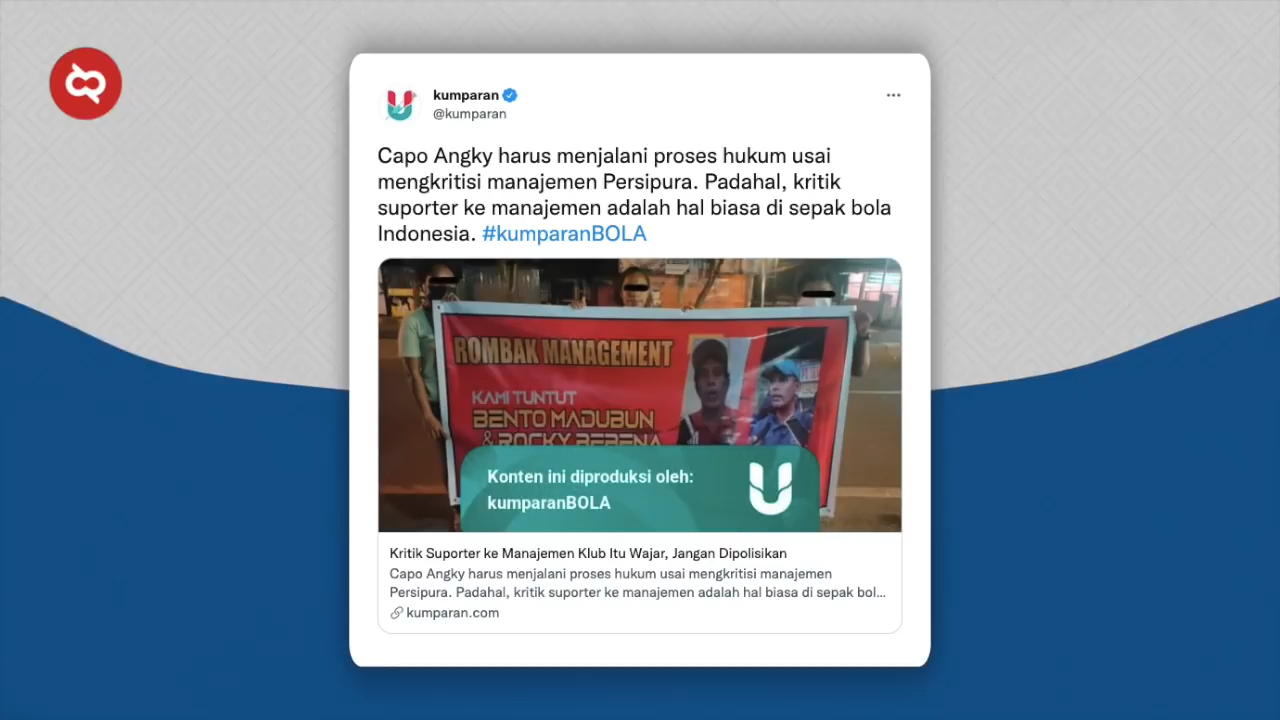 kumparan
@kumparan
Capo Angky harus menjalani proses hukum usai
mengkritisi manajemen Persipura. Padahal, kritik
suporter ke manajemen adalah hal biasa di sepak bola
Indonesia. #kumparanBOLA
ROMBAK MANAGEMENT
KAMI TUNTUT
BENTO MADUBUN
& ROCKY BEBENA
Konten ini diproduksi oleh:
kumparanBOLA
Kritik Suporter ke Manajemen Klub Itu Wajar, Jangan Dipolisikan
Capo Angky harus menjalani proses hukum usai mengkritisi manajemen
Persipura. Padahal, kritik suporter ke manajemen adalah hal biasa di sepak bol...
kumparan.com